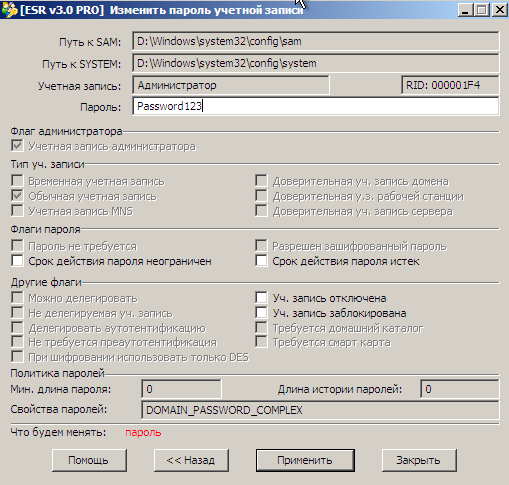 [ESR v3.0 PRO] Изменить пароль учетной записи
Путь к SAM: D:\Windows\system32\config\sam
Путь к SYSTEM: D:\Windows\system32\config\system
Учетная запись: Администратор RID: 000001F4
Пароль: Password123
Флаг администратора
Учетная запись администратора
Тип уч. записи
Временная учетная запись Доверительная уч. запись домена
Обычная учетная запись Доверительная у.з. рабочей станции
Учетная запись MNS Доверительная уч. запись сервера
Флаги пароля
Пароль не требуется Разрешен зашифрованный пароль
Срок действия пароля неограничен Срок действия пароля истек
Другие флаги
Можно делегировать Уч. запись отключена
Не делегируемая уч. запись Уч. запись заблокирована
Делегировать аутотентификацию Требуется домашний каталог
Не требуется преаутотентификация Требуется смарт карта
При шифровании использовать только DES
Политика паролей
Мин. длина пароля: 0 Длина истории паролей: 0
Свойства паролей: DOMAIN_PASSWORD_COMPLEX
Что будем менять: пароль
Помощь << Назад Применить Закрыть